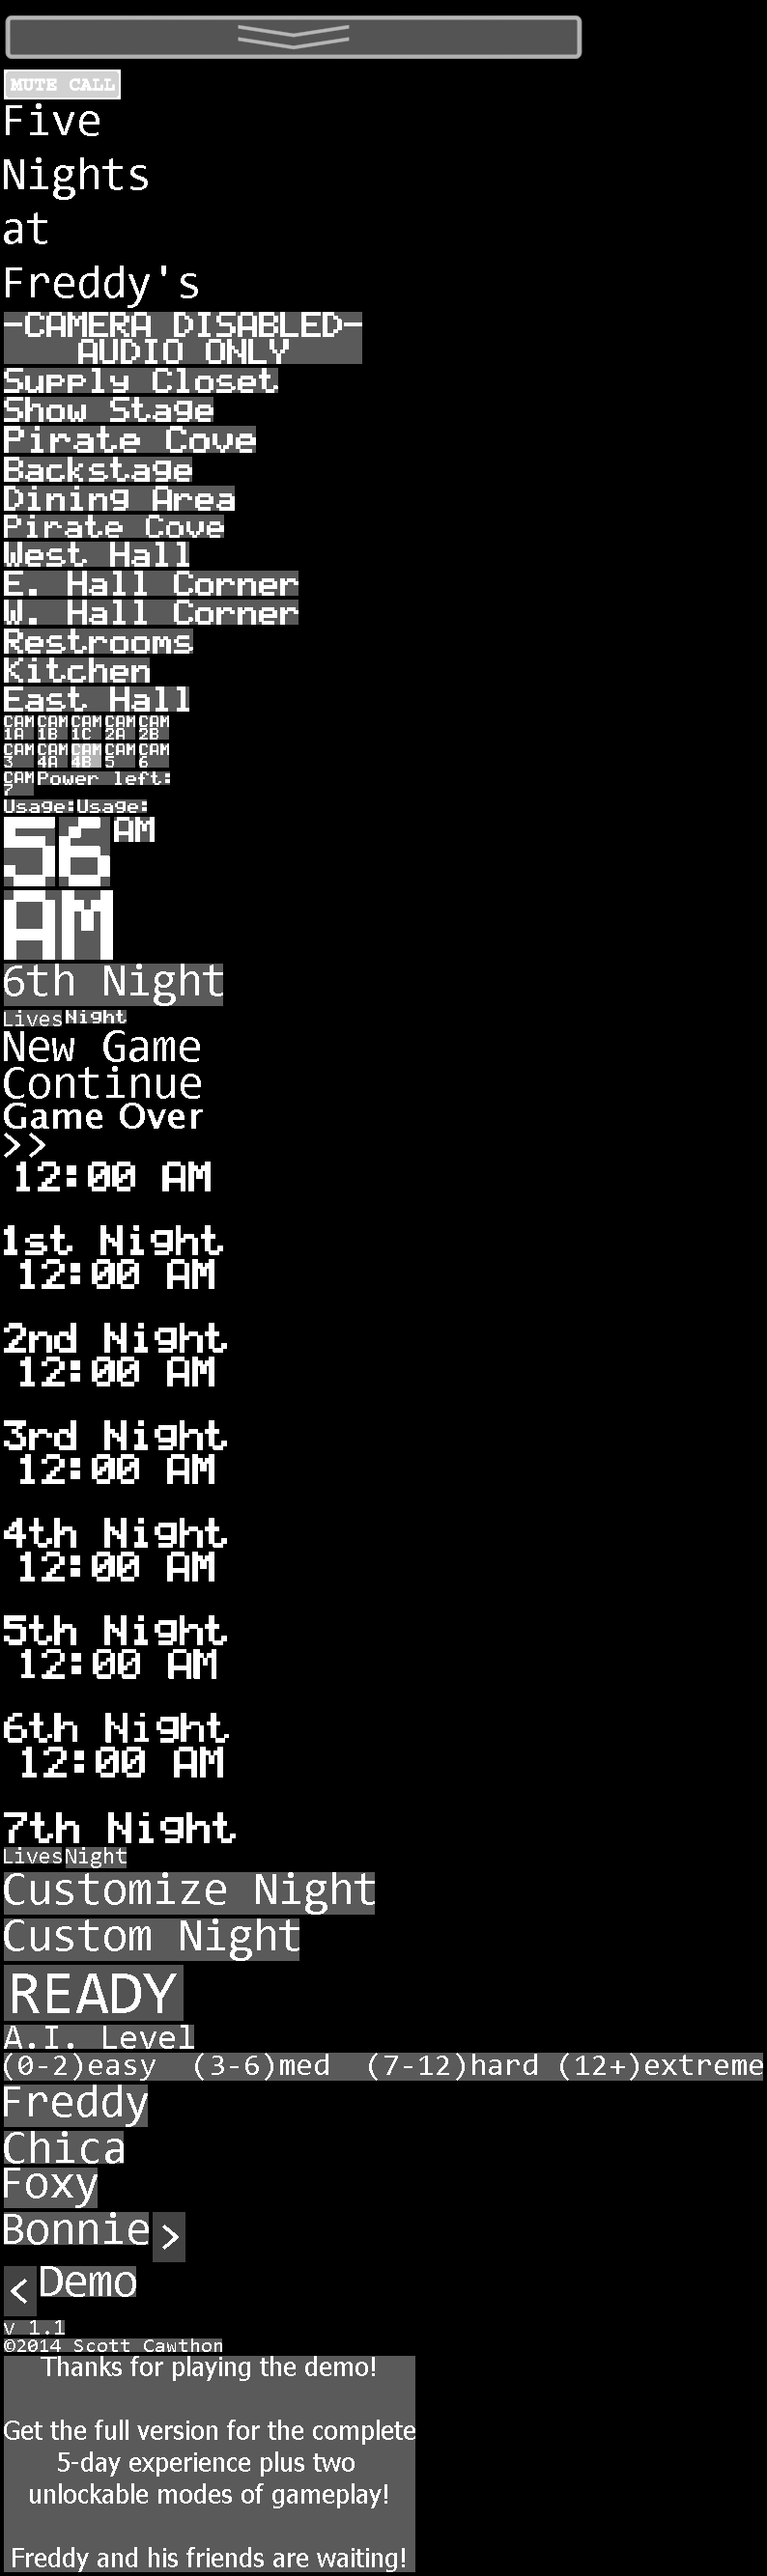 MUTE CALL
Five
Nights
at
Freddy's
-CAMERA DISABLED-
AUDIO ONLY
Supply Closet
Show Stage
Pirate Cove
Backstage
Dining Area
Pirate Cove
West Hall
E. Hall Corner
W. Hall Corner
Restrooms
Kitchen
East Hall
CAM 1A CAM 1B CAM 1C CAM 2A CAM 2B
CAM 3 CAM 4A CAM 4B CAM 5 CAM 6
CAM 7 Power left:
Usage: Usage:
5 6 AM
AM
6th Night
Lives Night
New Game
Continue
Game Over
>>
12:00 AM
1st Night
12:00 AM
2nd Night
12:00 AM
3rd Night
12:00 AM
4th Night
12:00 AM
5th Night
12:00 AM
6th Night
12:00 AM
7th Night
Lives Night
Customize Night
Custom Night
READY
A.I. Level
(0-2)easy (3-6)med (7-12)hard (12+)extreme
Freddy
Chica
Foxy
Bonnie >
< Demo
v 1.1
©2014 Scott Cawthon
Thanks for playing the demo!
Get the full version for the complete
5-day experience plus two
unlockable modes of gameplay!
Freddy and his friends are waiting!